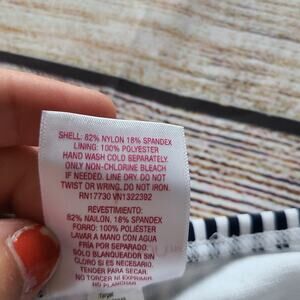 SHELL: 82% NYLON 18% SPANDEX
LINING: 100% POLYESTER
HAND WASH COLD SEPARATELY.
ONLY NON-CHLORINE BLEACH
IF NEEDED. LINE DRY. DO NOT
TWIST OR WRING. DO NOT IRON.
RN17730 VN1322392
REVESTIMIENTO:
82% NAILON, 18% SPANDEX
FORRO: 100% POLIÉSTER
LAVAR A MANO CON AGUA
FRÍA POR SEPARADO.
SÓLO BLANQUEADOR SIN
CLORO SI ES NECESARIO.
TENDER PARA SECAR.
NO TORCER NI EXPRIMIR.
NO PLANCHAR.